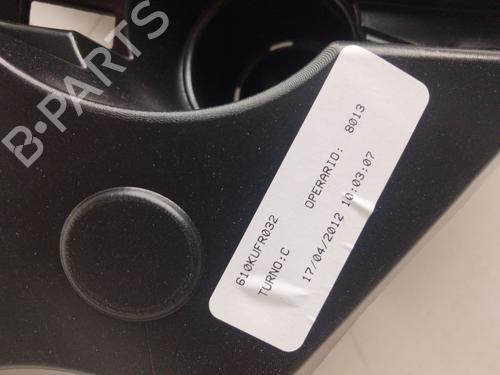 B-PARTS
610KUFR032
OPERARIO: 8013
TURNO:C
17/04/2012 10:03:07